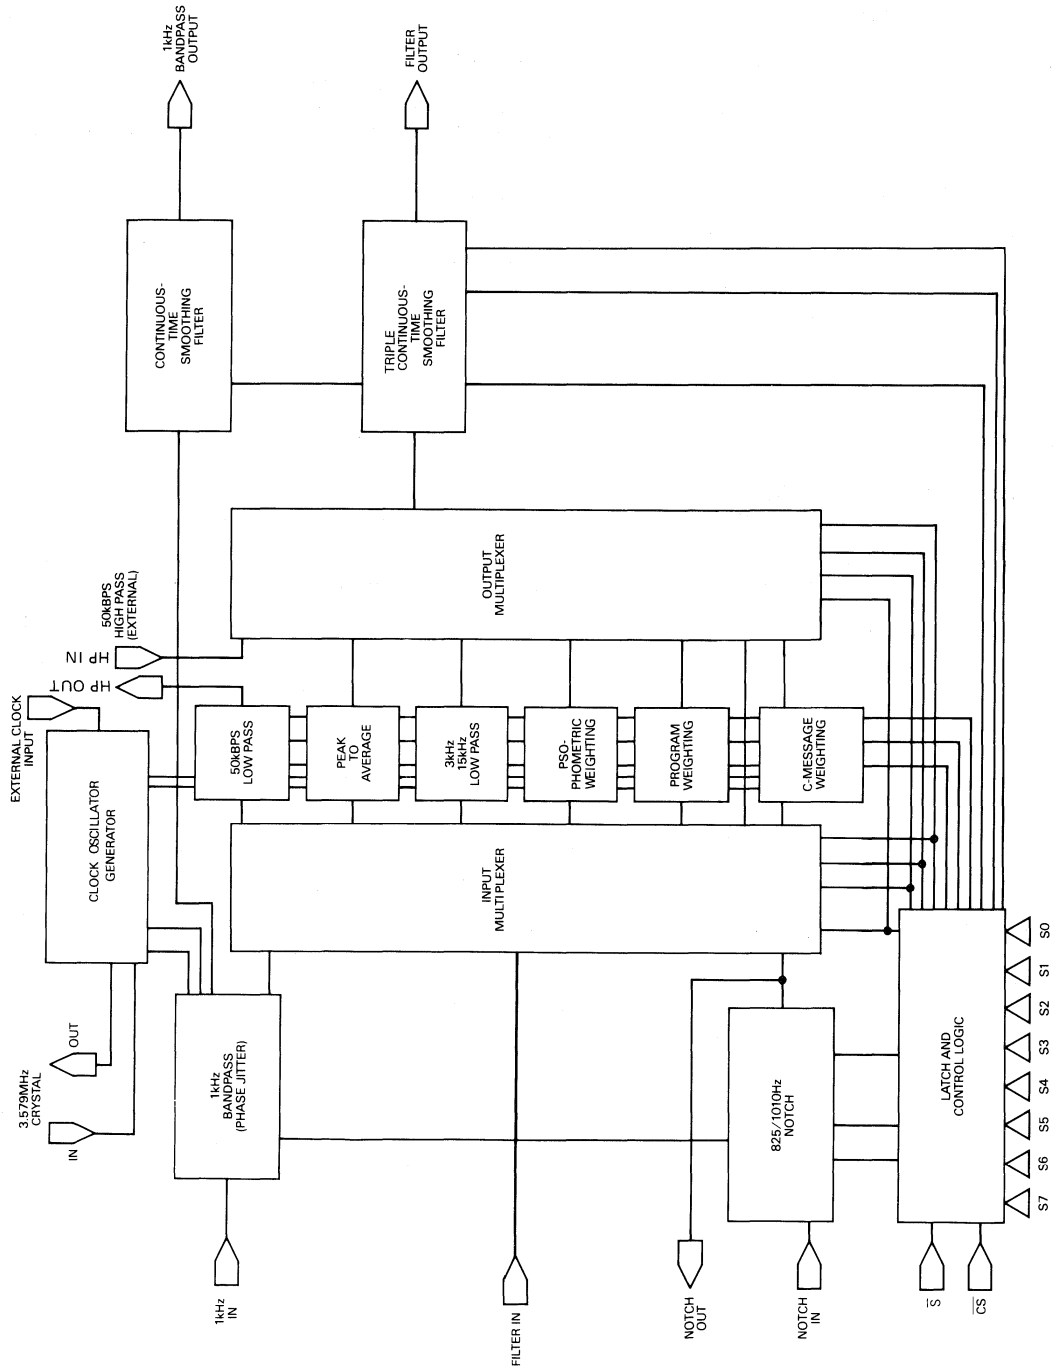 1kHz
BANDPASS
OUTPUT
FILTER
OUTPUT
CONTINUOUS-
TIME
SMOOTHING
FILTER
TRIPLE
CONTINUOUS-
TIME
SMOOTHING
FILTER
50kBPS
HIGH PASS
(EXTERNAL)
HP IN
HP OUT
OUTPUT
MULTIPLEXER
EXTERNAL CLOCK
INPUT
CLOCK OSCILLATOR
GENERATOR
50kBPS
LOW PASS
PEAK
TO
AVERAGE
3kHz
15kHz
LOW PASS
PSO-
PHOMETRIC
WEIGHTING
PROGRAM
WEIGHTING
C-MESSAGE
WEIGHTING
INPUT
MULTIPLEXER
3.579MHz
CRYSTAL
OUT
IN
1kHz
BANDPASS
(PHASE JITTER)
825/1010Hz
NOTCH
LATCH AND
CONTROL LOGIC
S0
S1
S2
S3
S4
S5
S6
S7
1kHz
IN
FILTER IN
NOTCH
OUT
NOTCH
IN
S̅
C̅S̅